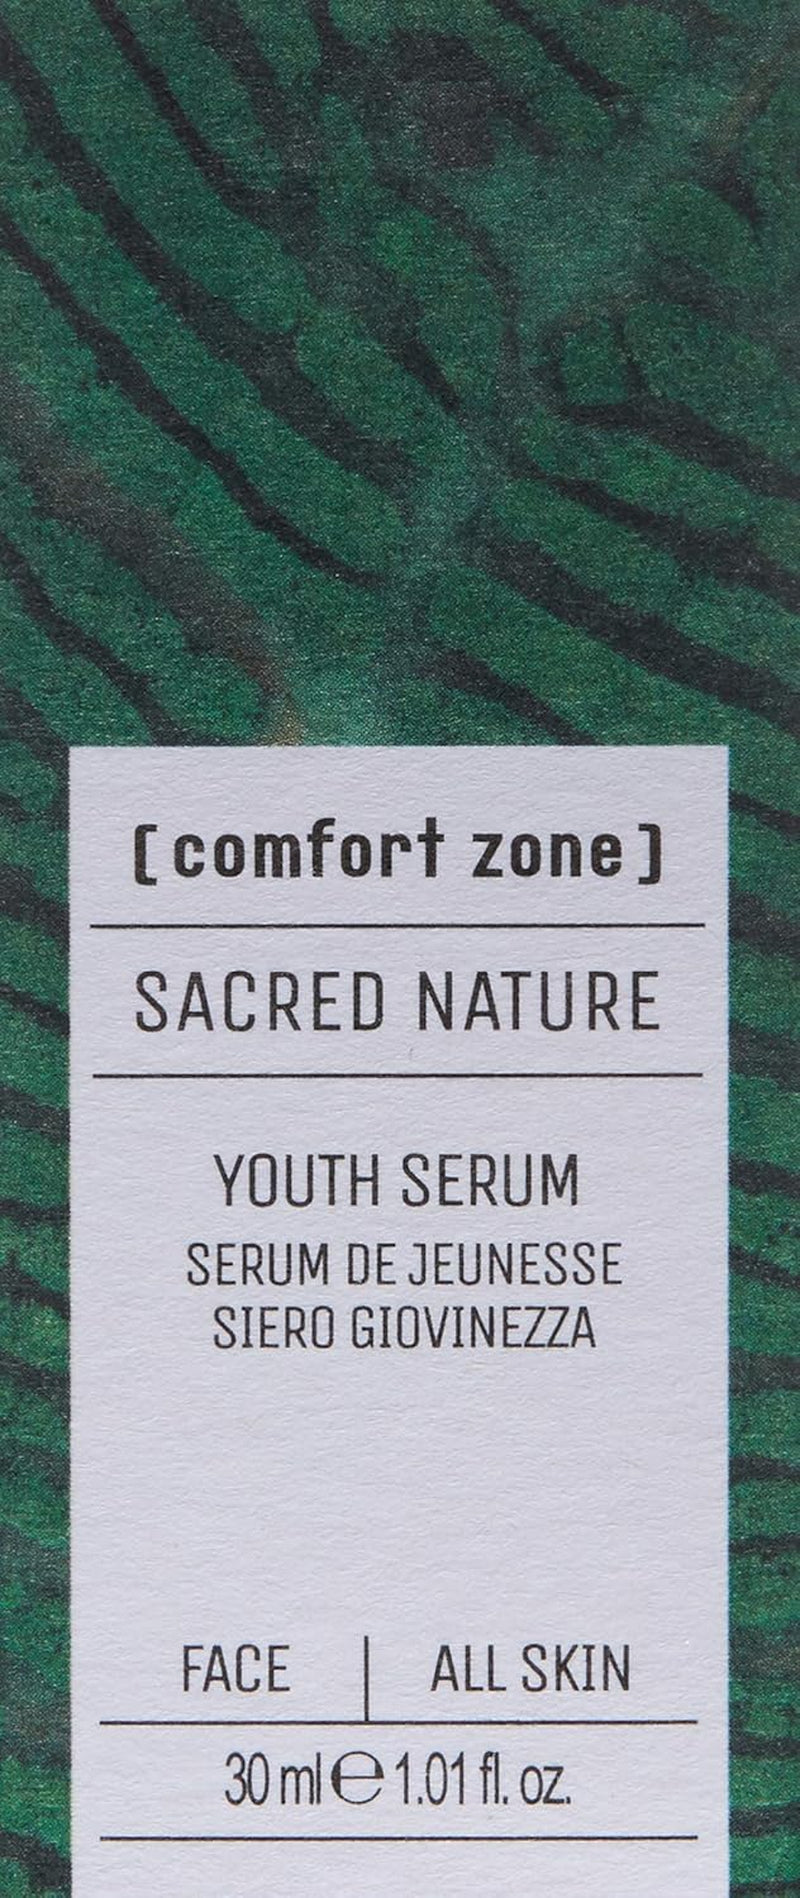 [comfort zone]
SACRED NATURE
YOUTH SERUM
SERUM DE JEUNESSE
SIERO GIOVINEZZA
FACE | ALL SKIN
30 ml ℮ 1.01 fl. oz.